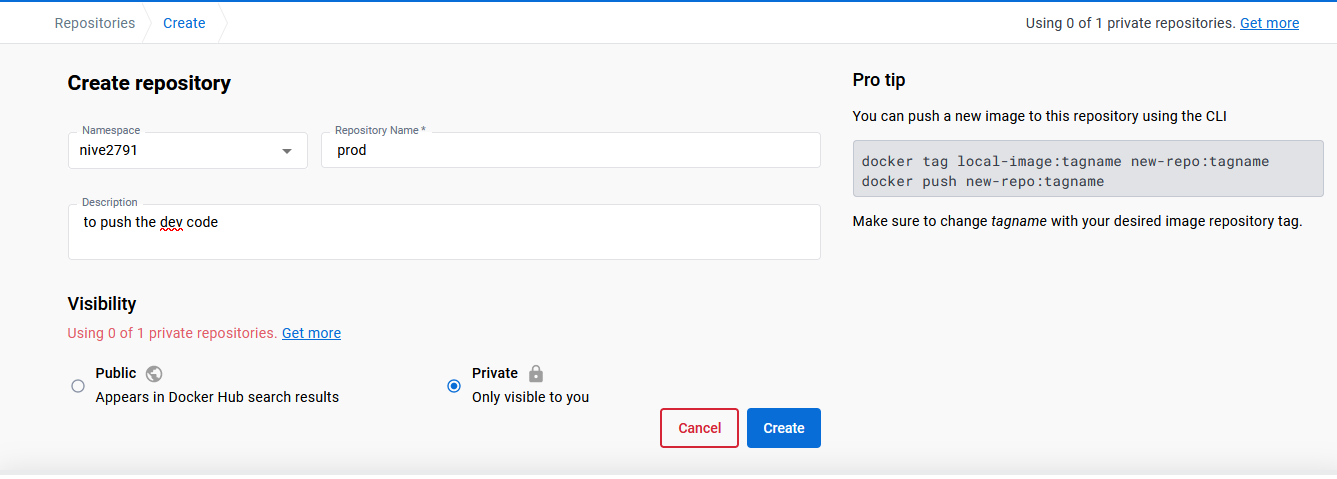 Repositories Create Using 0 of 1 private repositories. Get more
Create repository
Namespace
nive2791
Repository Name *
prod
Description
to push the dev code
Visibility
Using 0 of 1 private repositories. Get more
Public
Appears in Docker Hub search results
Private
Only visible to you
Cancel Create
Pro tip
You can push a new image to this repository using the CLI
docker tag local-image:tagname new-repo:tagname
docker push new-repo:tagname
Make sure to change tagname with your desired image repository tag.